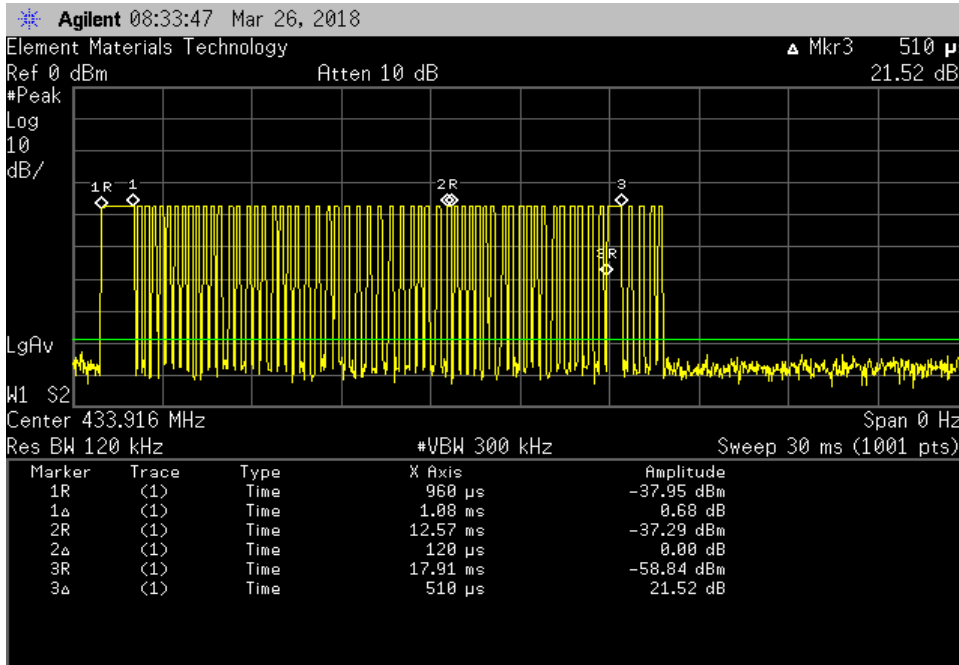 Agilent 08:33:47 Mar 26, 2018
Element Materials Technology ▵ Mkr3 510 µ
Ref 0 dBm Atten 10 dB 21.52 dB
#Peak
Log
10
dB/
1R 1 2R 3
3R
LgAv
W1 S2
Center 433.916 MHz Span 0 Hz
Res BW 120 kHz #VBW 300 kHz Sweep 30 ms (1001 pts)
Marker Trace Type X Axis Amplitude
1R (1) Time 960 µs -37.95 dBm
1▵ (1) Time 1.08 ms 0.68 dB
2R (1) Time 12.57 ms -37.29 dBm
2▵ (1) Time 120 µs 0.00 dB
3R (1) Time 17.91 ms -58.84 dBm
3▵ (1) Time 510 µs 21.52 dB